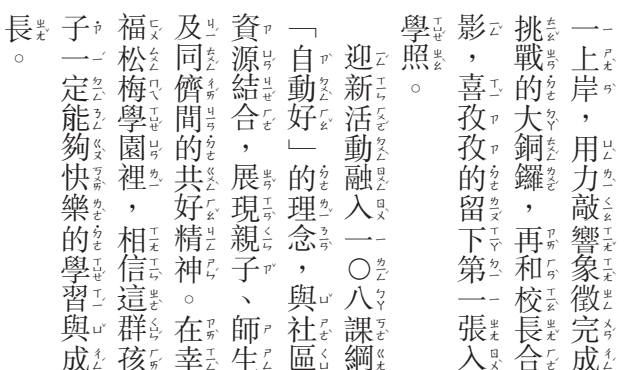 一上岸，用力敲響象徵完成
挑戰的大銅鑼，再和校長合
影，喜孜孜的留下第一張入
學照。
迎新活動融入一〇八課綱
「自動好」的理念，與社區
資源結合，展現親子、師生
及同儕間的共好精神。在幸
福松梅學園裡，相信這群孩
子一定能夠快樂的學習與成
長。